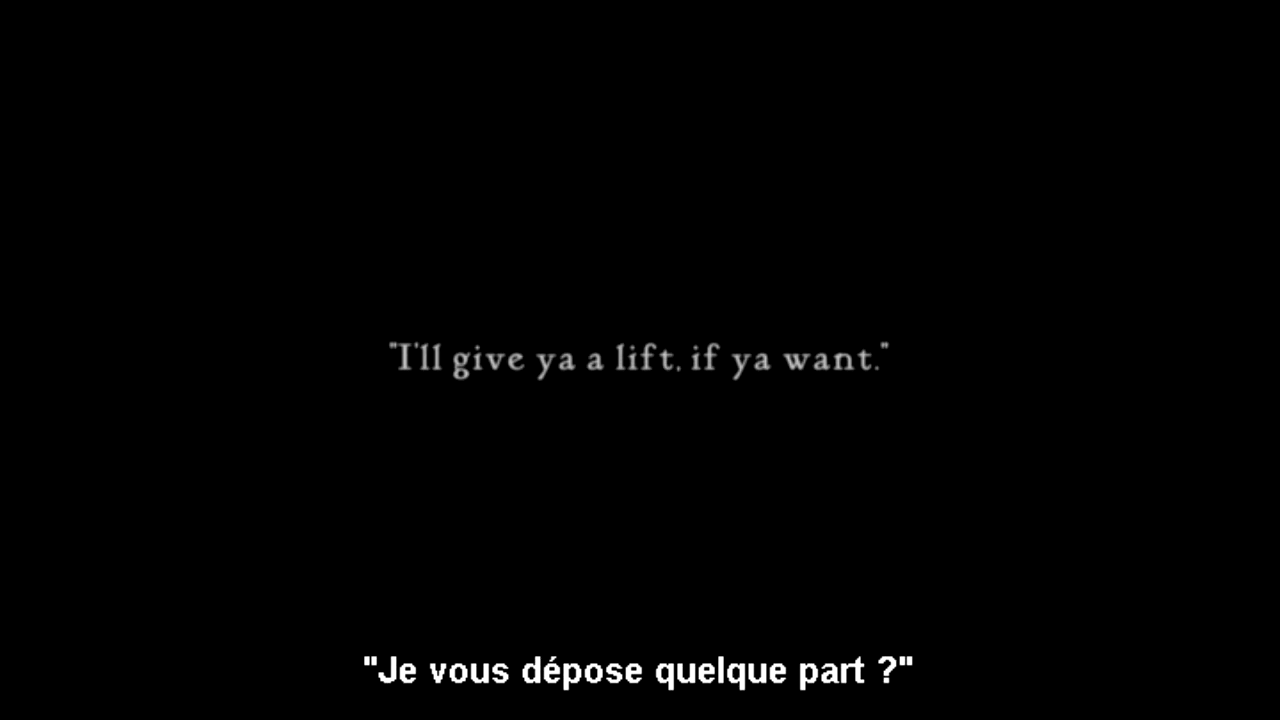 "I'll give ya a lift, if ya want."
"Je vous dépose quelque part ?"